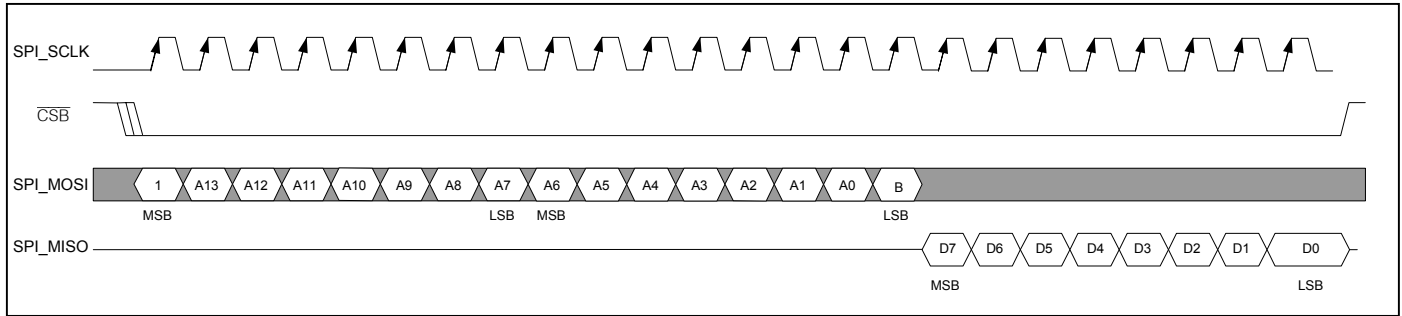 SPI_SCLK
CSB
SPI_MOSI 1 A13 A12 A11 A10 A9 A8 A7 A6 A5 A4 A3 A2 A1 A0 B
MSB LSB MSB LSB
SPI_MISO D7 D6 D5 D4 D3 D2 D1 D0
MSB LSB